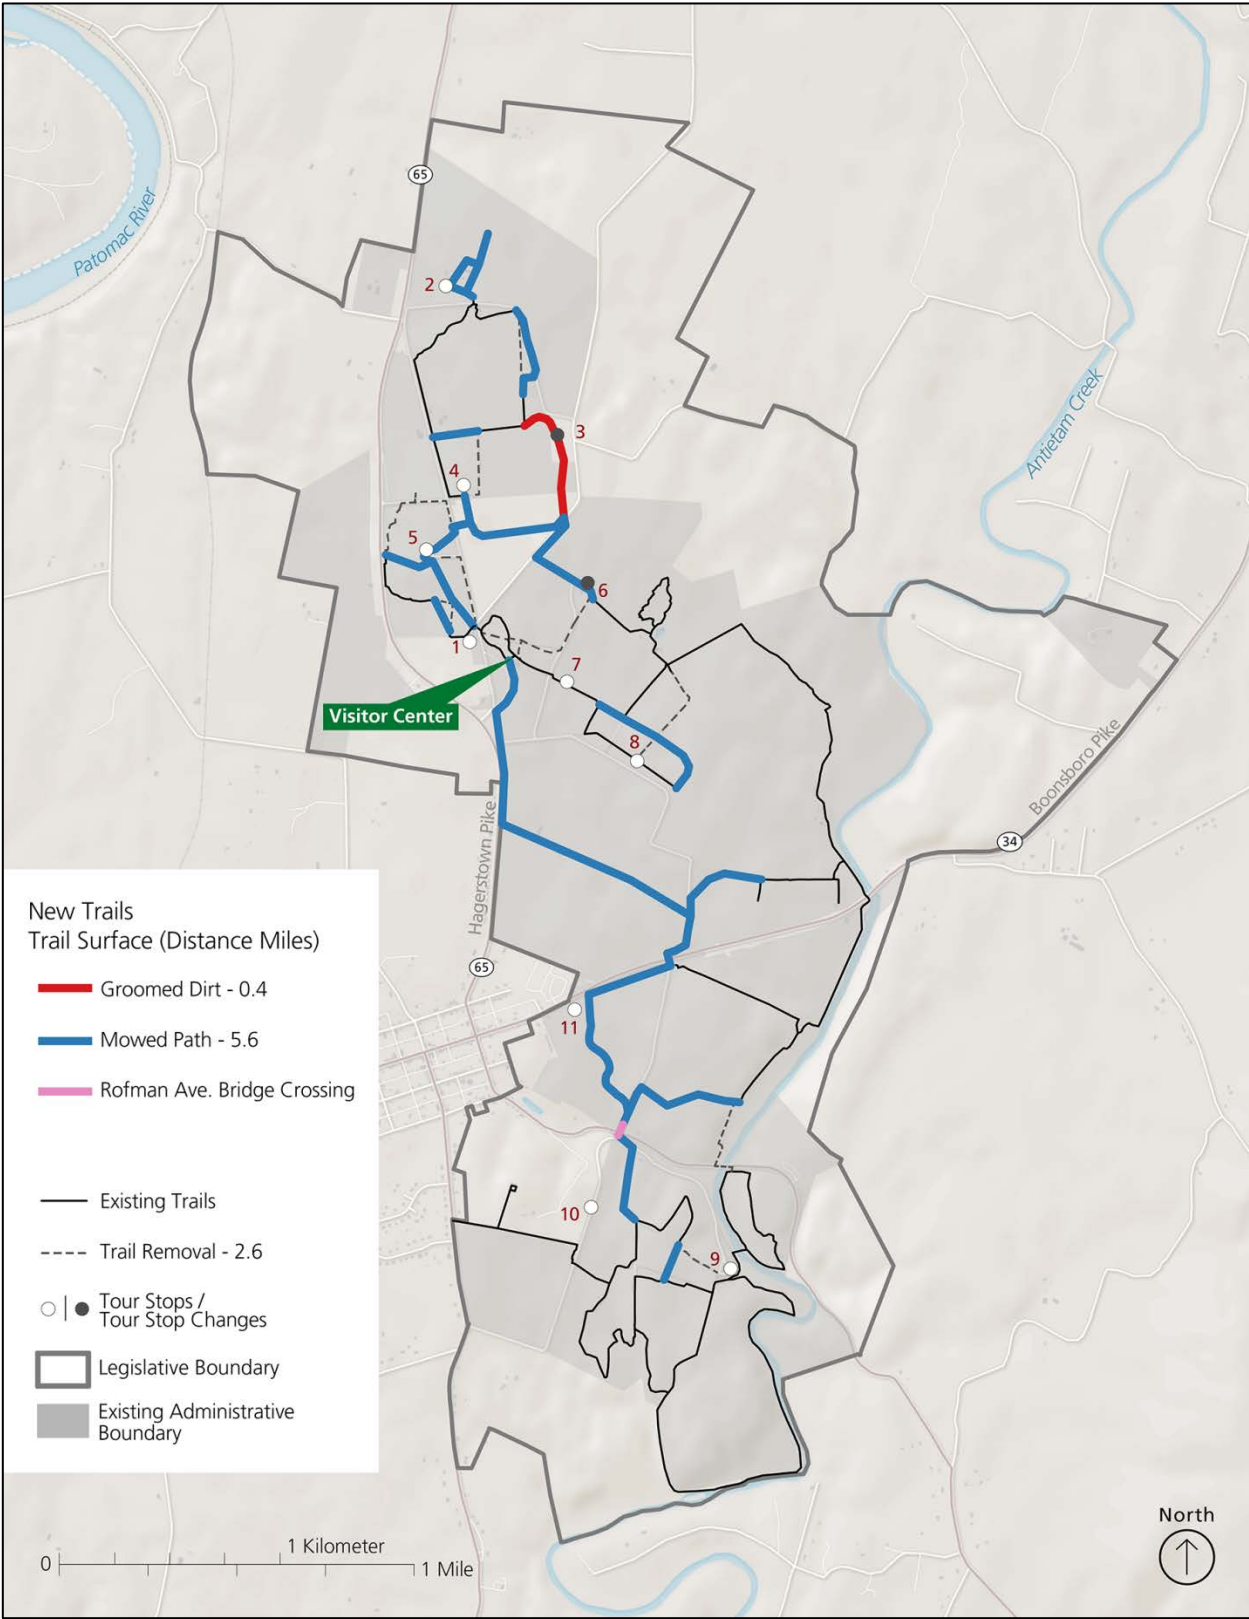 65
Patomac River
2
Antietam Creek
3
4
5
6
1
7
Visitor Center
8
Boonsboro Pike
34
Hagerstown Pike
65
11
10
9
New Trails
Trail Surface (Distance Miles)
Groomed Dirt - 0.4
Mowed Path - 5.6
Rofman Ave. Bridge Crossing
Existing Trails
Trail Removal - 2.6
Tour Stops /
Tour Stop Changes
Legislative Boundary
Existing Administrative
Boundary
0
1 Kilometer
1 Mile
North